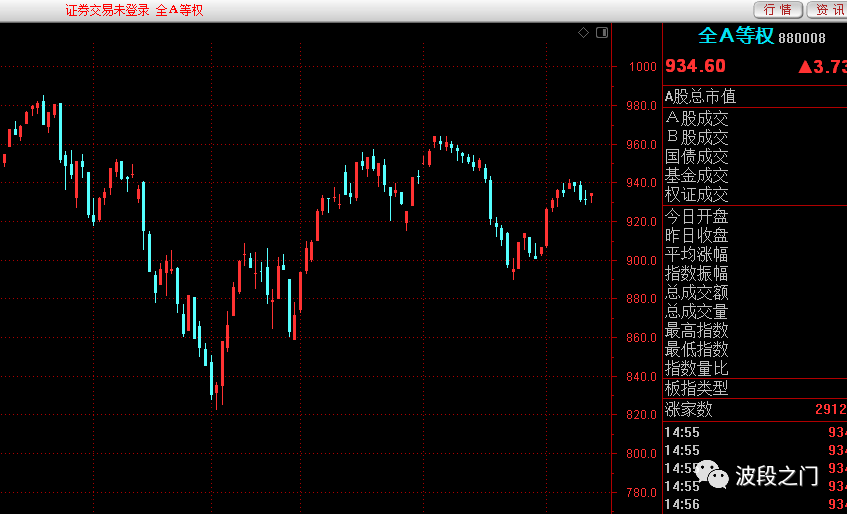 证券交易未登录 全A等权
行 情
资 讯
全A等权 880008
934.60 ▲3.73
A股总市值
A股成交
B股成交
国债成交
基金成交
权证成交
今日开盘
昨日收盘
平均涨幅
指数振幅
总成交额
总成交量
最高指数
最低指数
指数量比
板指类型
涨家数 2912
14:55 934
14:55 934
14:55 934
14:55 934
14:56 934
1000
980.0
960.0
940.0
920.0
900.0
880.0
860.0
840.0
820.0
800.0
780.0
波段之门